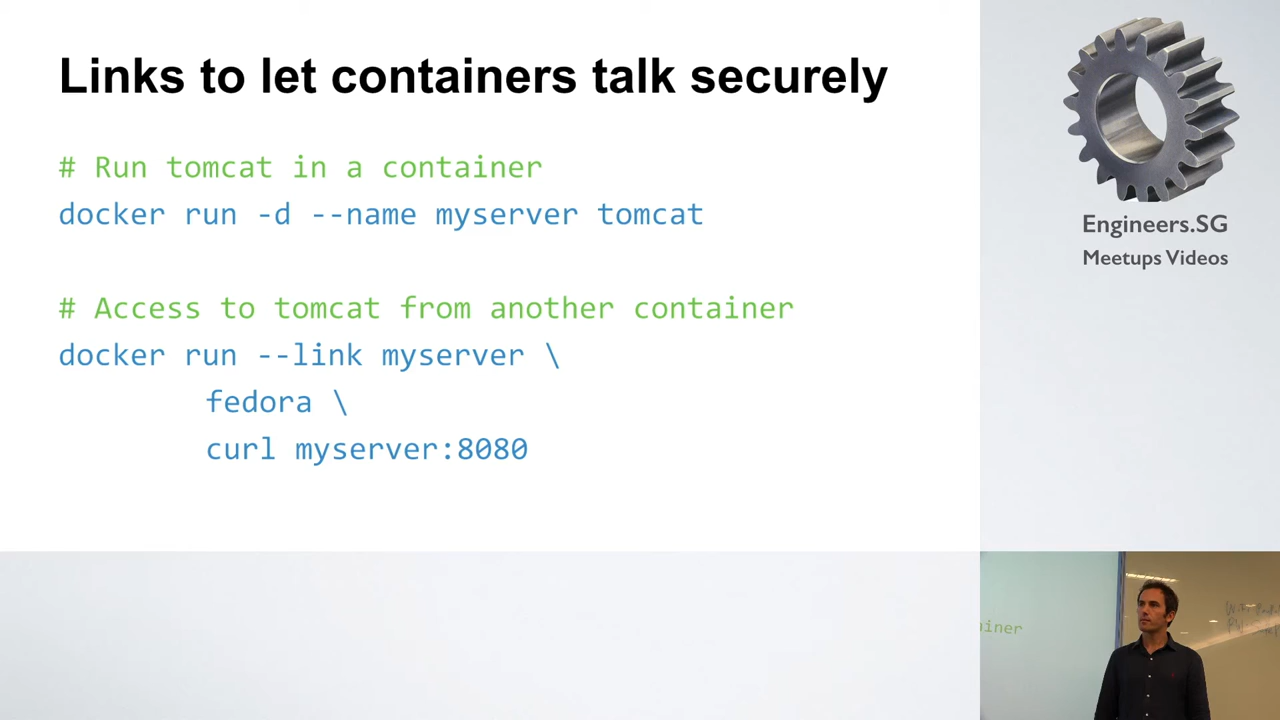 Links to let containers talk securely
# Run tomcat in a container
docker run -d --name myserver tomcat
# Access to tomcat from another container
docker run --link myserver \
fedora \
curl myserver:8080
Engineers.SG
Meetups Videos
ainer